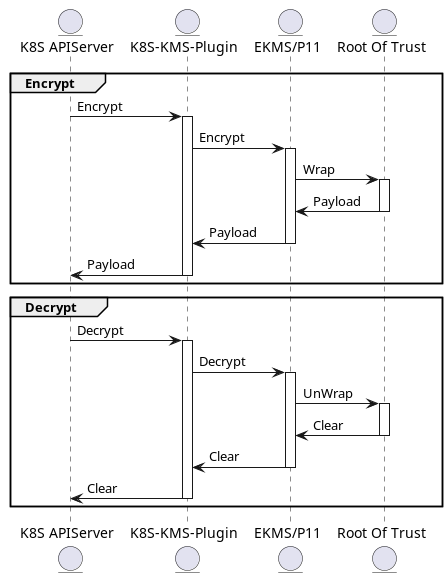 K8S APIServer K8S-KMS-Plugin EKMS/P11 Root Of Trust
Encrypt
Encrypt
Encrypt
Wrap
Payload
Payload
Payload
Decrypt
Decrypt
Decrypt
UnWrap
Clear
Clear
Clear
K8S APIServer K8S-KMS-Plugin EKMS/P11 Root Of Trust